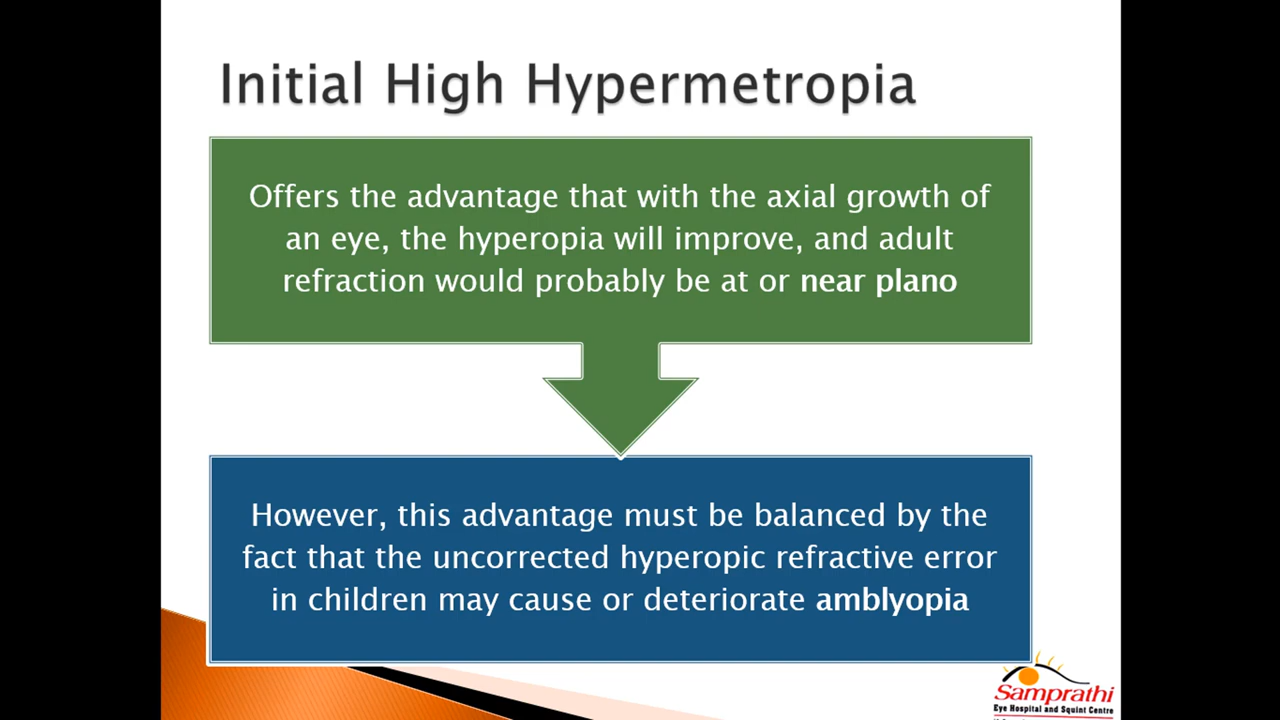 Initial High Hypermetropia
Offers the advantage that with the axial growth of
an eye, the hyperopia will improve, and adult
refraction would probably be at or near plano
However, this advantage must be balanced by the
fact that the uncorrected hyperopic refractive error
in children may cause or deteriorate amblyopia
Samprathi
Eye Hospital and Squint Centre